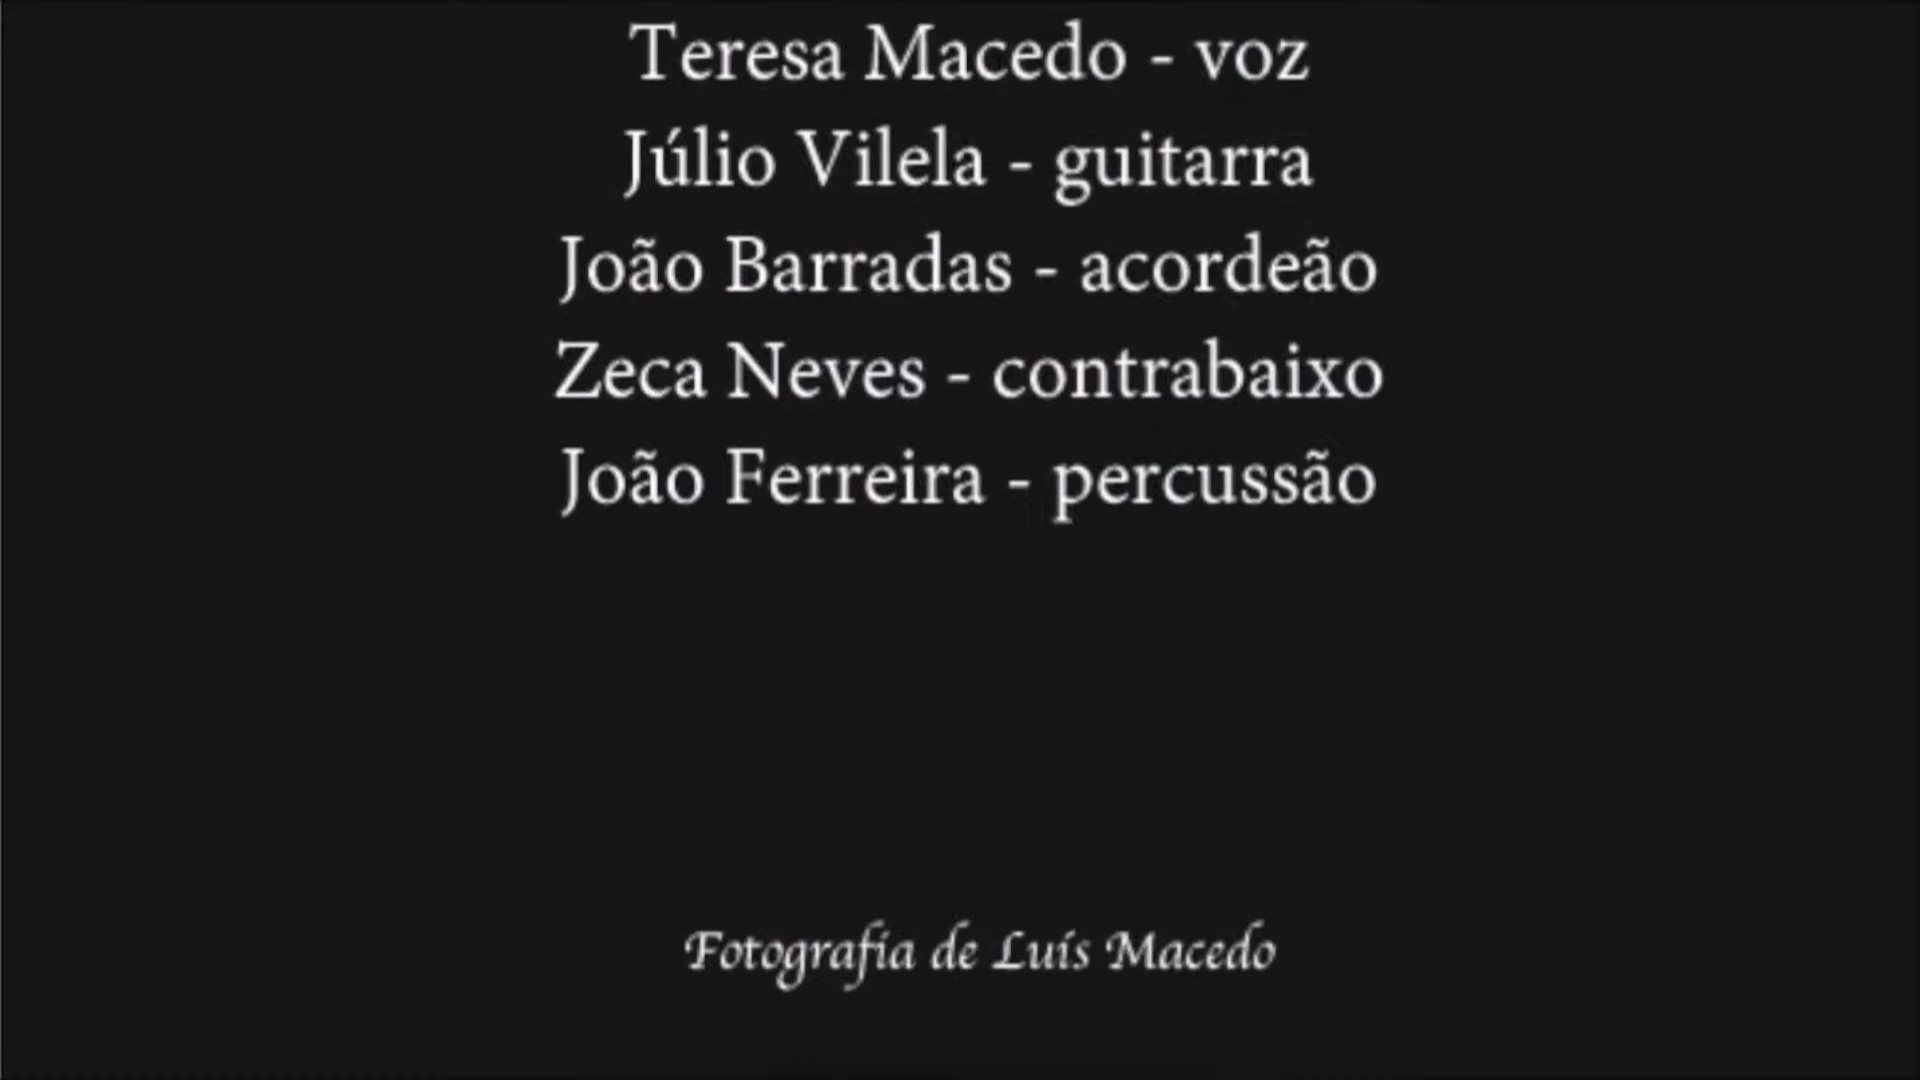 Teresa Macedo - voz
Júlio Vilela - guitarra
João Barradas - acordeão
Zeca Neves - contrabaixo
João Ferreira - percussão
Fotografia de Luís Macedo